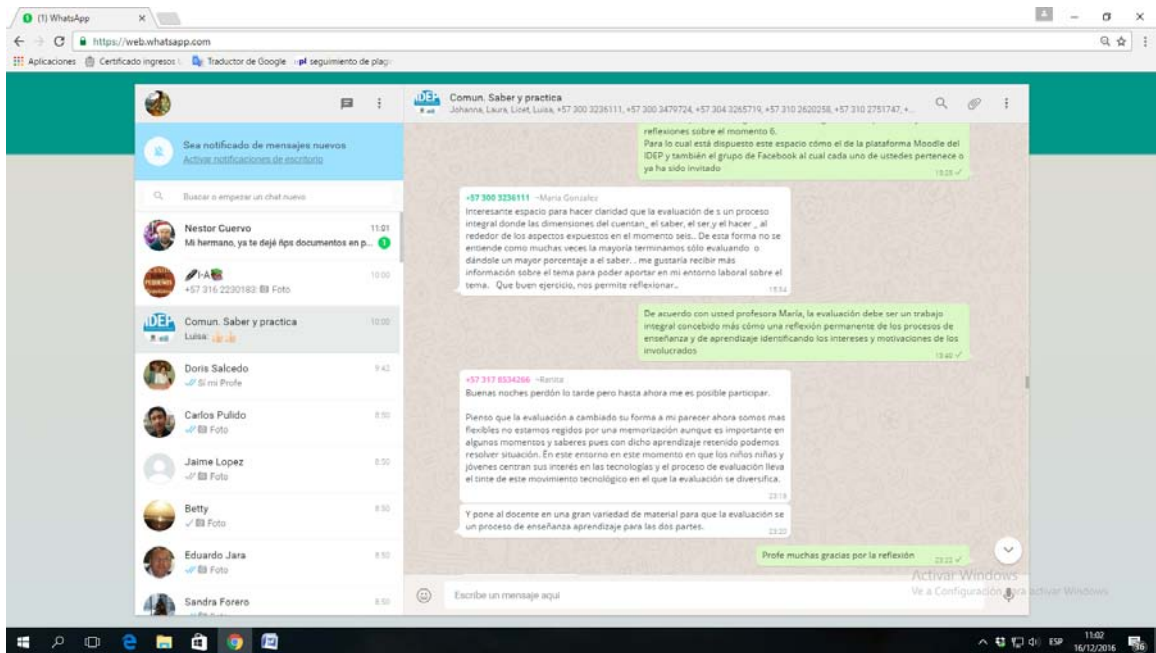 (1) WhatsApp
https://web.whatsapp.com
Aplicaciones Certificado ingresos Traductor de Google seguimiento de plag
Sea notificado de mensajes nuevos
Activar notificaciones de escritorio
Buscar o empezar un chat nuevo
Nestor Cuervo 11:01
Mi hermano, ya te dejé ñps documentos en p... 1
I-A 10:00
+57 316 2230183: Foto
IDEP
Comun. Saber y practica 10:00
Luisa:
Doris Salcedo 9:42
Sí mi Profe
Carlos Pulido 8:50
Foto
Jaime Lopez 8:50
Foto
Betty 8:50
Foto
Eduardo Jara 8:50
Foto
Sandra Forero 8:50
IDEP
Comun. Saber y practica
Johanna, Laura, Licet, Luisa, +57 300 3236111, +57 300 3479724, +57 304 3265719, +57 310 2620258, +57 310 2751747, +...
reflexiones sobre el momento 6.
Para lo cual está dispuesto este espacio cómo el de la plataforma Moodle del
IDEP y también el grupo de Facebook al cual cada uno de ustedes pertenece o
ya ha sido invitado
+57 300 3236111 ~Maria Gonzalez
Interesante espacio para hacer claridad que la evaluación de s un proceso
integral donde las dimensiones del cuentan_ el saber, el ser,y el hacer _ al
rededor de los aspectos expuestos en el momento seis.. De esta forma no se
entiende como muchas veces la mayoría terminamos sólo evaluando o
dándole un mayor porcentaje a el saber. . me gustaría recibir más
información sobre el tema para poder aportar en mi entorno laboral sobre el
tema. Que buen ejercicio, nos permite reflexionar..
15:34
De acuerdo con usted profesora María, la evaluación debe ser un trabajo
integral concebido más cómo una reflexión permanente de los procesos de
enseñanza y de aprendizaje identificando los intereses y motivaciones de los
involucrados
+57 317 8534266 ~Renita
Buenas noches perdón lo tarde pero hasta ahora me es posible participar.
Pienso que la evaluación a cambiado su forma a mi parecer ahora somos mas
flexibles no estamos regidos por una memorización aunque es importante en
algunos momentos y saberes pues con dicho aprendizaje retenido podemos
resolver situación. En este entorno en este momento en que los niños niñas y
jóvenes centran sus interés en las tecnologías y el proceso de evaluación lleva
el tinte de este movimiento tecnológico en el que la evaluación se diversifica.
23:18
Y pone al docente en una gran variedad de material para que la evaluación se
un proceso de enseñanza aprendizaje para las dos partes.
23:20
Profe muchas gracias por la reflexión 23:22
Escribe un mensaje aquí
Activar Windows
Ve a Configuración para activar Windows
ESP 11:02
16/12/2016